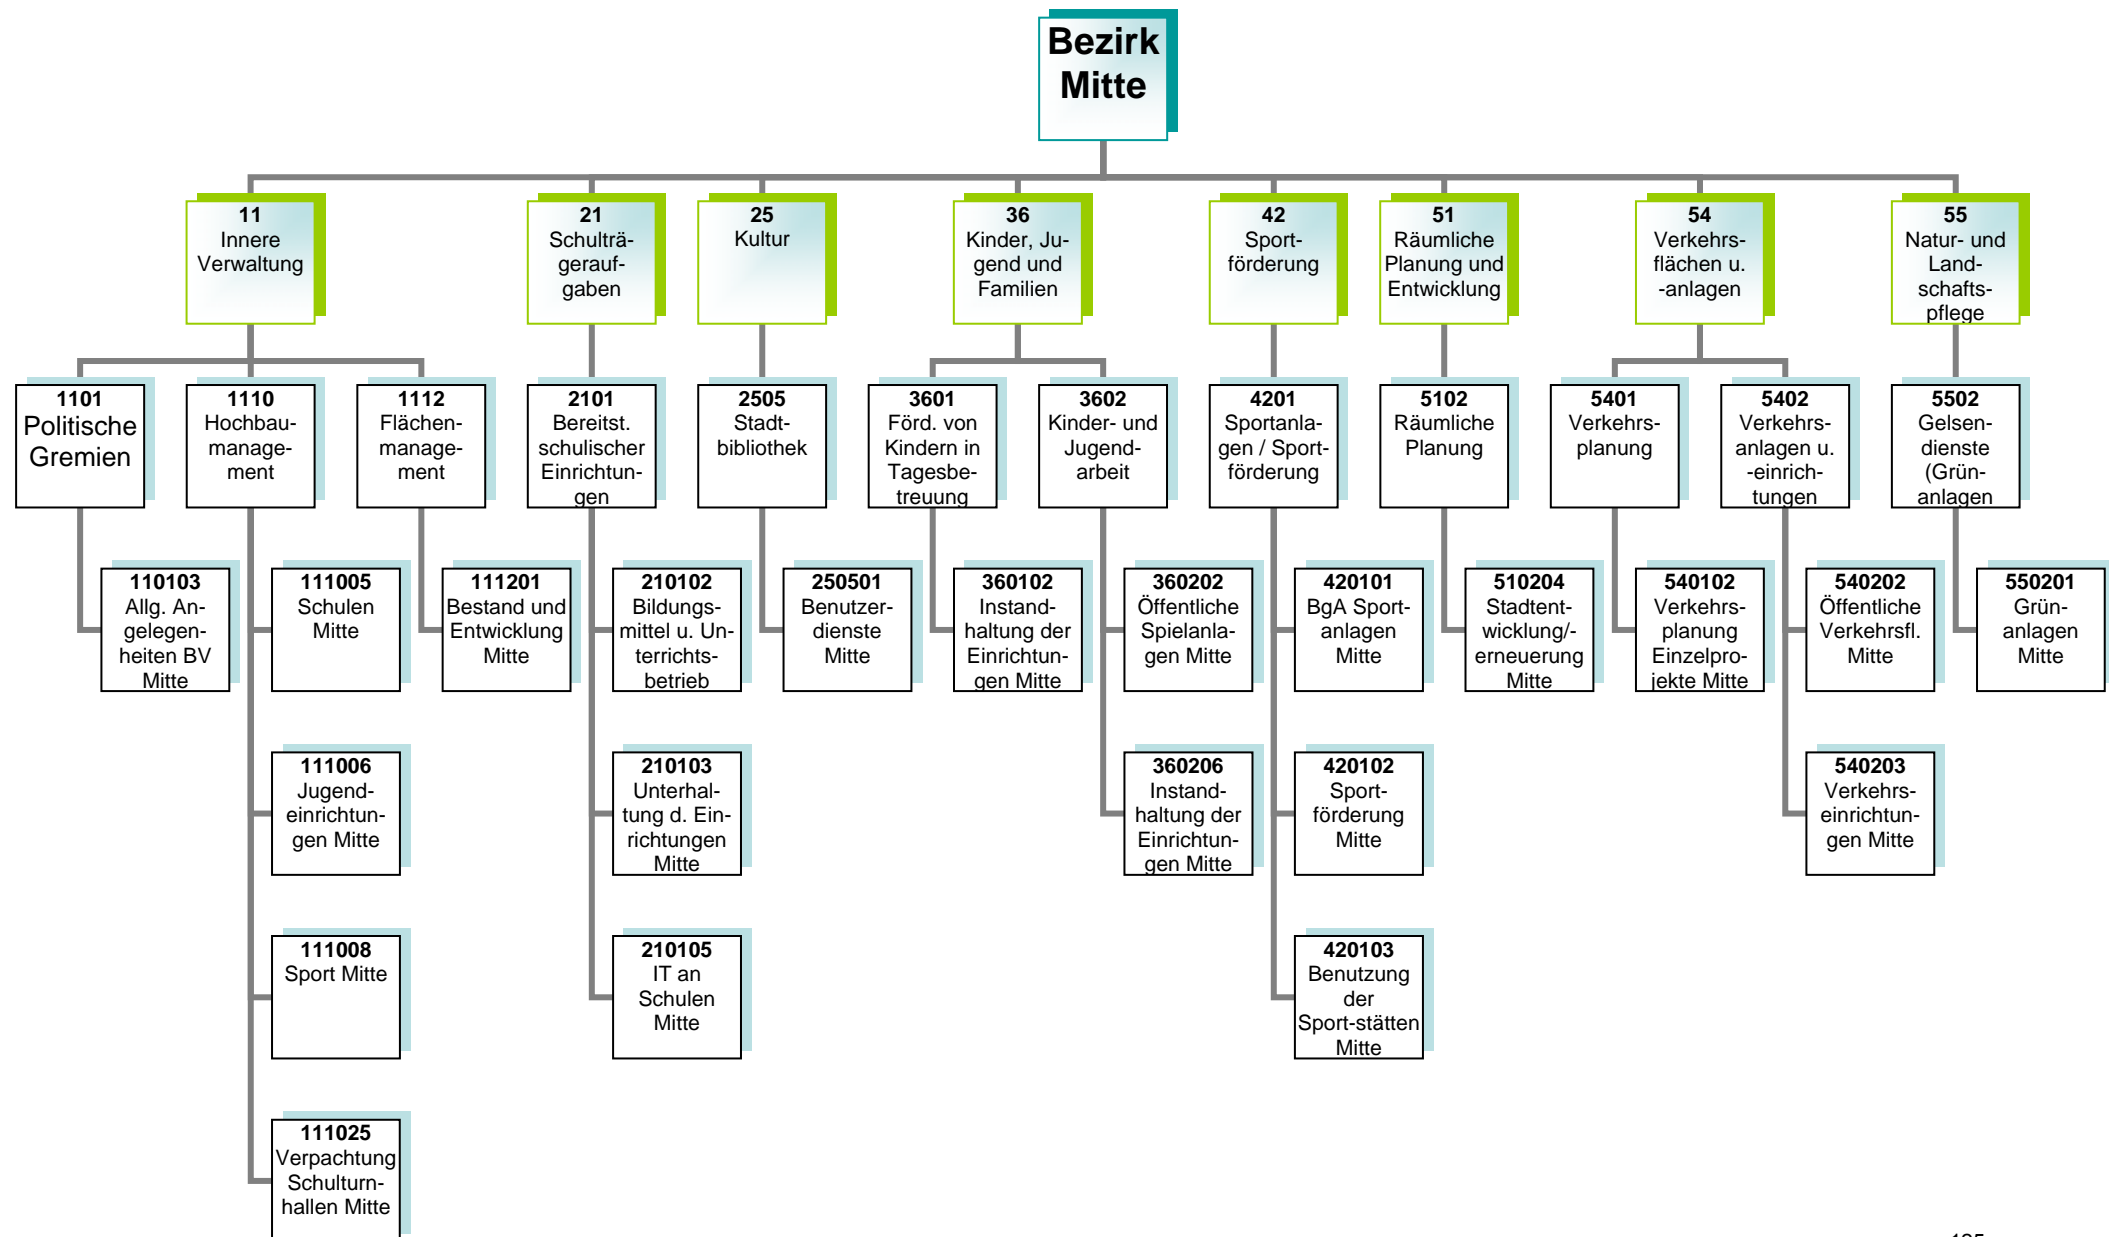 Bezirk
Mitte
11
Innere
Verwaltung
21
Schulträ-
gerauf-
gaben
25
Kultur
36
Kinder, Ju-
gend und
Familien
42
Sport-
förderung
51
Räumliche
Planung und
Entwicklung
54
Verkehrs-
flächen u.
-anlagen
55
Natur- und
Land-
schafts-
pflege
1101
Politische
Gremien
1110
Hochbau-
manage-
ment
1112
Flächen-
manage-
ment
2101
Bereitst.
schulischer
Einrichtun-
gen
2505
Stadt-
bibliothek
3601
Förd. von
Kindern in
Tagesbe-
treuung
3602
Kinder- und
Jugend-
arbeit
4201
Sportanla-
gen / Sport-
förderung
5102
Räumliche
Planung
5401
Verkehrs-
planung
5402
Verkehrs-
anlagen u.
-einrich-
tungen
5502
Gelsen-
dienste
(Grün-
anlagen
110103
Allg. An-
gelegen-
heiten BV
Mitte
111005
Schulen
Mitte
111201
Bestand und
Entwicklung
Mitte
210102
Bildungs-
mittel u. Un-
terrichts-
betrieb
250501
Benutzer-
dienste
Mitte
360102
Instand-
haltung der
Einrichtun-
gen Mitte
360202
Öffentliche
Spielanla-
gen Mitte
420101
BgA Sport-
anlagen
Mitte
510204
Stadtent-
wicklung/-
erneuerung
Mitte
540102
Verkehrs-
planung
Einzelpro-
jekte Mitte
540202
Öffentliche
Verkehrsfl.
Mitte
550201
Grün-
anlagen
Mitte
111006
Jugend-
einrichtun-
gen Mitte
210103
Unterhal-
tung d. Ein-
richtungen
Mitte
360206
Instand-
haltung der
Einrichtun-
gen Mitte
420102
Sport-
förderung
Mitte
540203
Verkehrs-
einrichtun-
gen Mitte
111008
Sport Mitte
210105
IT an
Schulen
Mitte
420103
Benutzung
der
Sport-stätten
Mitte
111025
Verpachtung
Schulturn-
hallen Mitte